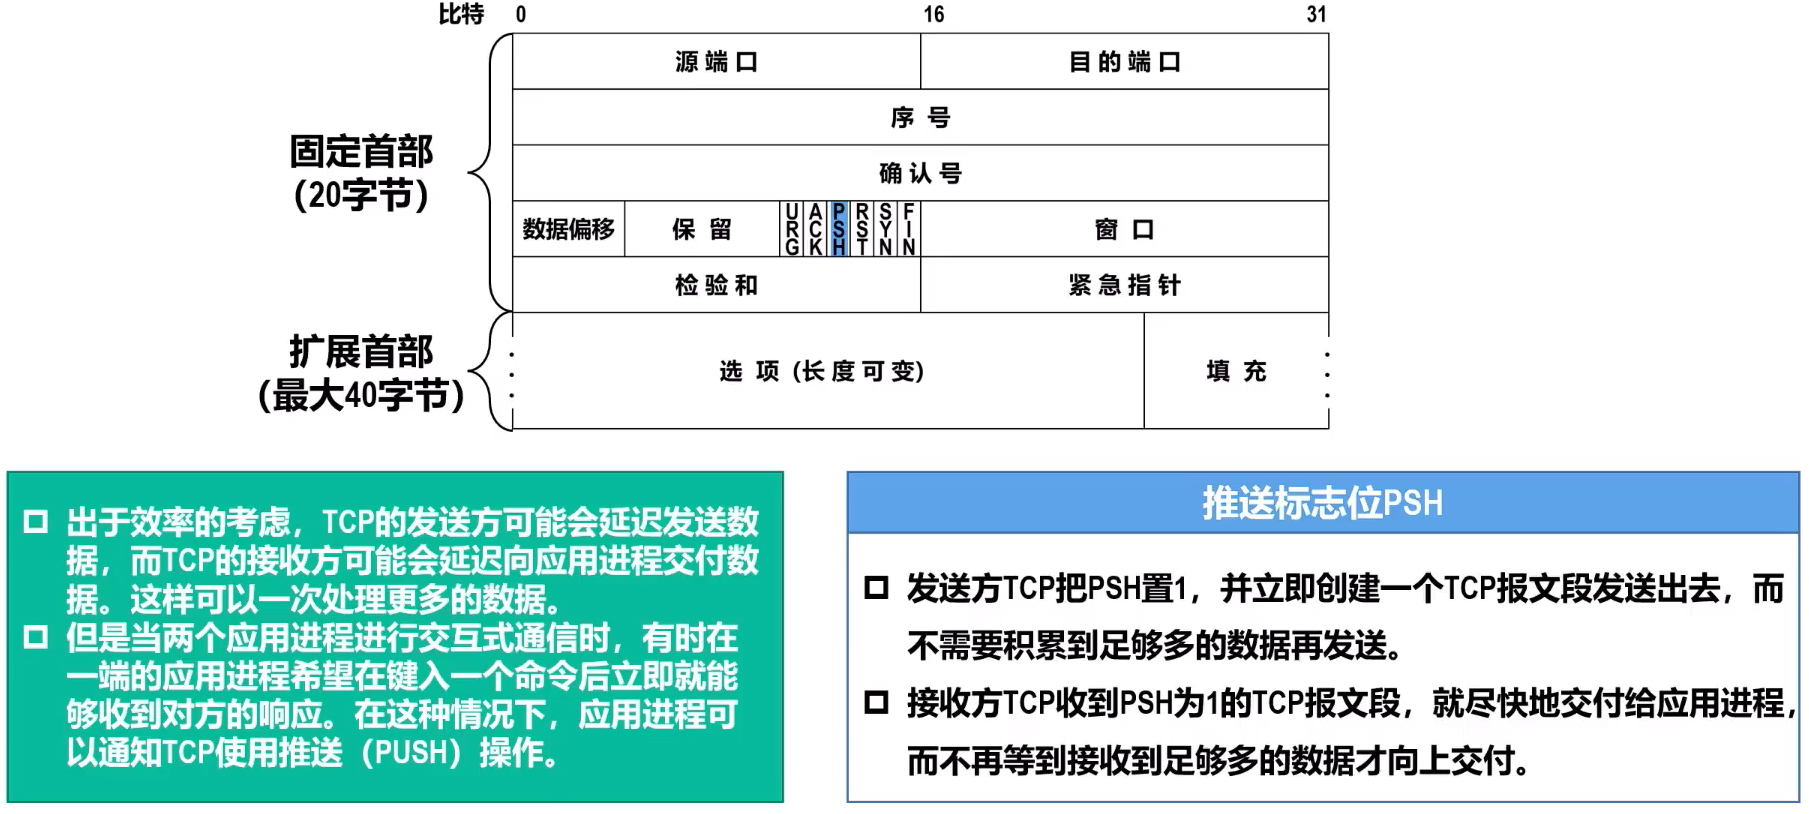 比特 0 16 31
源端口 目的端口
序号
确认号
固定首部
（20字节）
数据偏移 保留 URG ACK PSH RST SYN FIN 窗口
检验和 紧急指针
扩展首部
（最大40字节）
选项（长度可变） 填充
出于效率的考虑，TCP的发送方可能会延迟发送数
据，而TCP的接收方可能会延迟向应用进程交付数
据。这样可以一次处理更多的数据。
但是当两个应用进程进行交互式通信时，有时在
一端的应用进程希望在键入一个命令后立即就能
够收到对方的响应。在这种情况下，应用进程可
以通知TCP使用推送（PUSH）操作。
推送标志位PSH
发送方TCP把PSH置1，并立即创建一个TCP报文段发送出去，而
不需要积累到足够多的数据再发送。
接收方TCP收到PSH为1的TCP报文段，就尽快地交付给应用进程，
而不再等到接收到足够多的数据才向上交付。